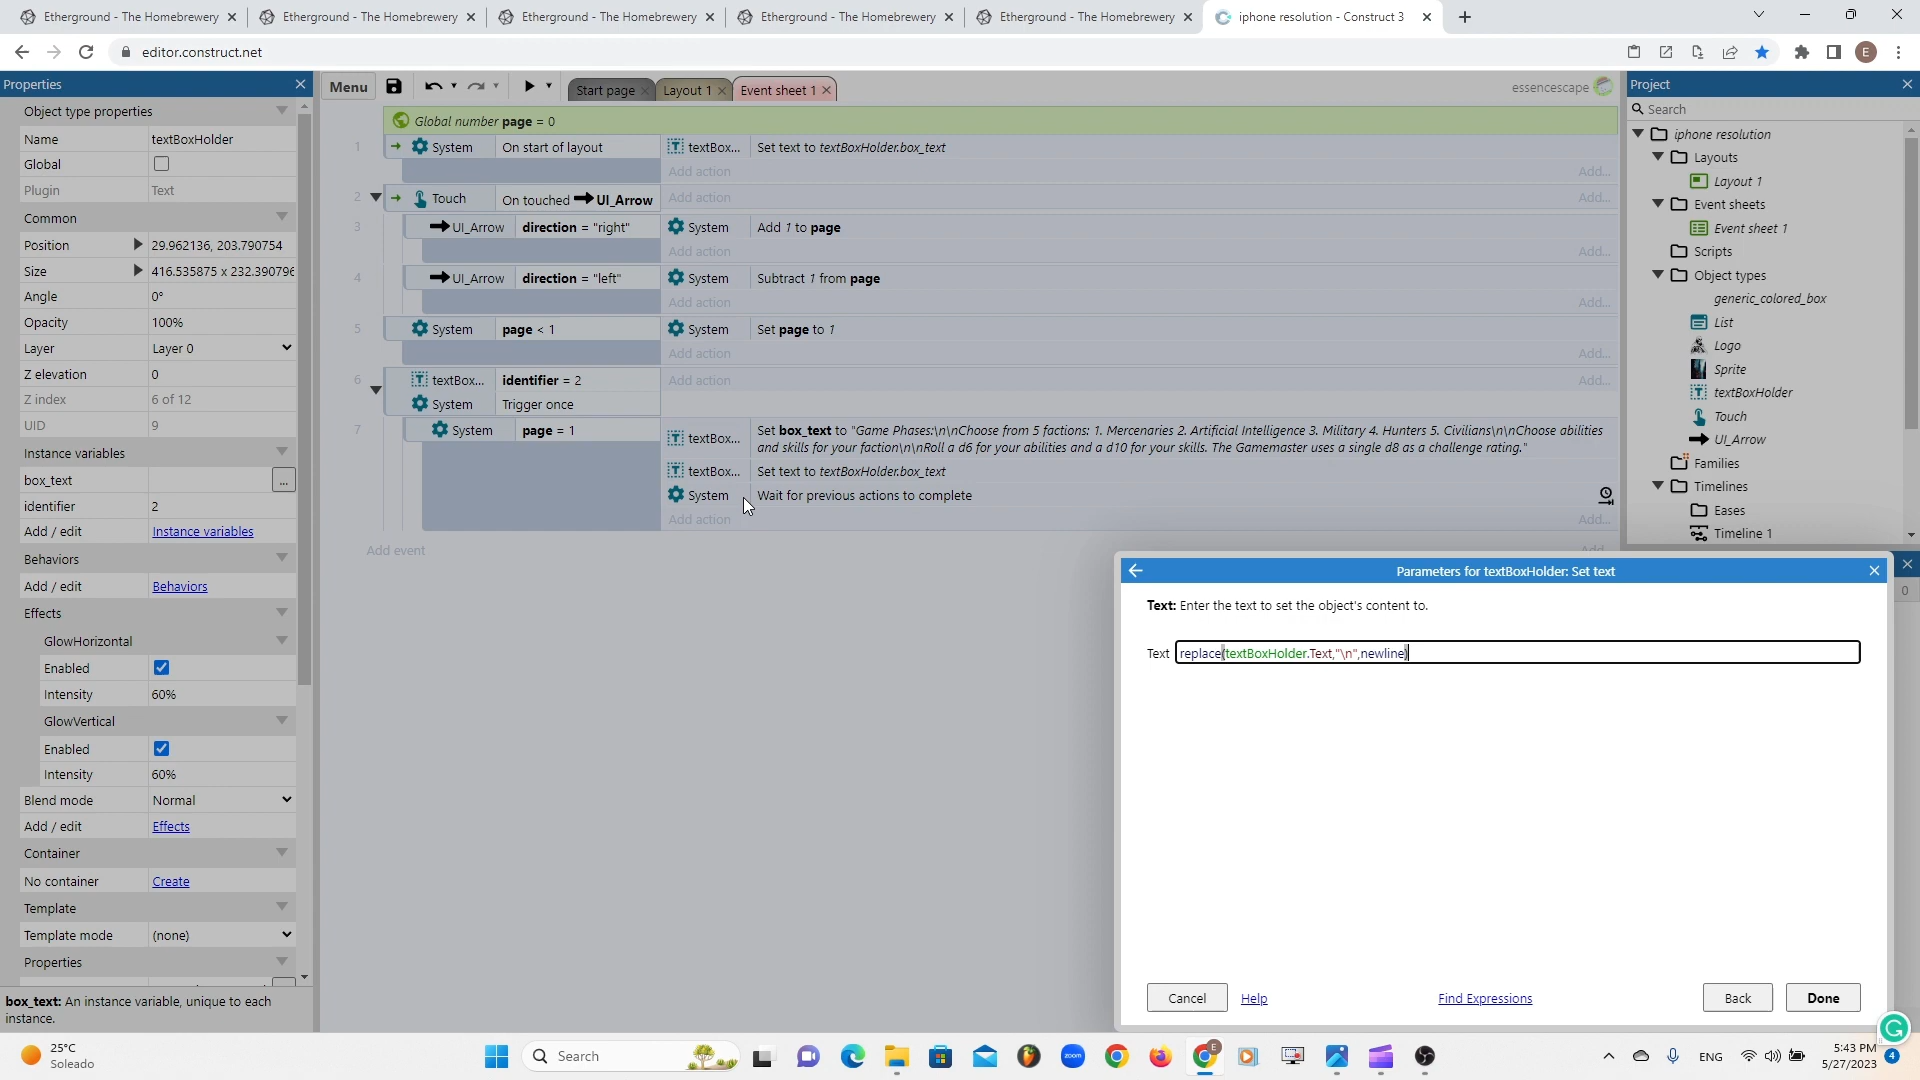 Etherground - The Homebrewery
Etherground - The Homebrewery
Etherground - The Homebrewery
Etherground - The Homebrewery
Etherground - The Homebrewery
iphone resolution - Construct 3
editor.construct.net
E
Properties
Menu
Start page
Layout 1
Event sheet 1
essencescape
Project
Object type properties
Name textBoxHolder
Global
Plugin Text
Common
Position 29.962136, 203.790754
Size 416.535875 x 232.390796
Angle 0°
Opacity 100%
Layer Layer 0
Z elevation 0
Z index 6 of 12
UID 9
Instance variables
box_text ...
identifier 2
Add / edit Instance variables
Behaviors
Add / edit Behaviors
Effects
GlowHorizontal
Enabled
Intensity 60%
GlowVertical
Enabled
Intensity 60%
Blend mode Normal
Add / edit Effects
Container
No container Create
Template
Template mode (none)
Properties
box_text: An instance variable, unique to each
instance.
Global number page = 0
1 System On start of layout textBox... Set text to textBoxHolder.box_text
Add action Add...
2 Touch On touched UI_Arrow Add action Add...
3 UI_Arrow direction = "right" System Add 1 to page
Add action Add...
4 UI_Arrow direction = "left" System Subtract 1 from page
Add action Add...
5 System page < 1 System Set page to 1
Add action Add...
6 textBox... identifier = 2 Add action Add...
System Trigger once
7 System page = 1 textBox... Set box_text to "Game Phases:\n\nChoose from 5 factions: 1. Mercenaries 2. Artificial Intelligence 3. Military 4. Hunters 5. Civilians\n\nChoose abilities
and skills for your faction\n\nRoll a d6 for your abilities and a d10 for your skills. The Gamemaster uses a single d8 as a challenge rating."
textBox... Set text to textBoxHolder.box_text
System Wait for previous actions to complete
Add action Add...
Add event Add...
Search
iphone resolution
Layouts
Layout 1
Event sheets
Event sheet 1
Scripts
Object types
generic_colored_box
List
Logo
Sprite
textBoxHolder
Touch
UI_Arrow
Families
Timelines
Eases
Timeline 1
0
Parameters for textBoxHolder: Set text
Text: Enter the text to set the object's content to.
Text replace(textBoxHolder.Text,"\n",newline)
Cancel Help Find Expressions Back Done
25°C
Soleado
Search
zoom
E
ENG
5:43 PM
5/27/2023
4